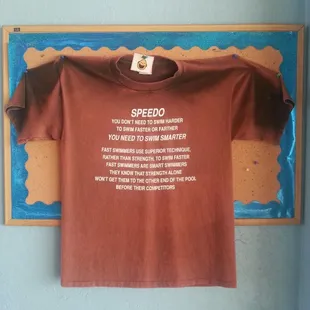 SPEEDO
YOU DON'T NEED TO SWIM HARDER
TO SWIM FASTER OR FARTHER
YOU NEED TO SWIM SMARTER
FAST SWIMMERS USE SUPERIOR TECHNIQUE,
RATHER THAN STRENGTH, TO SWIM FASTER
FAST SWIMMERS ARE SMART SWIMMERS
THEY KNOW THAT STRENGTH ALONE
WON'T GET THEM TO THE OTHER END OF THE POOL
BEFORE THEIR COMPETITORS